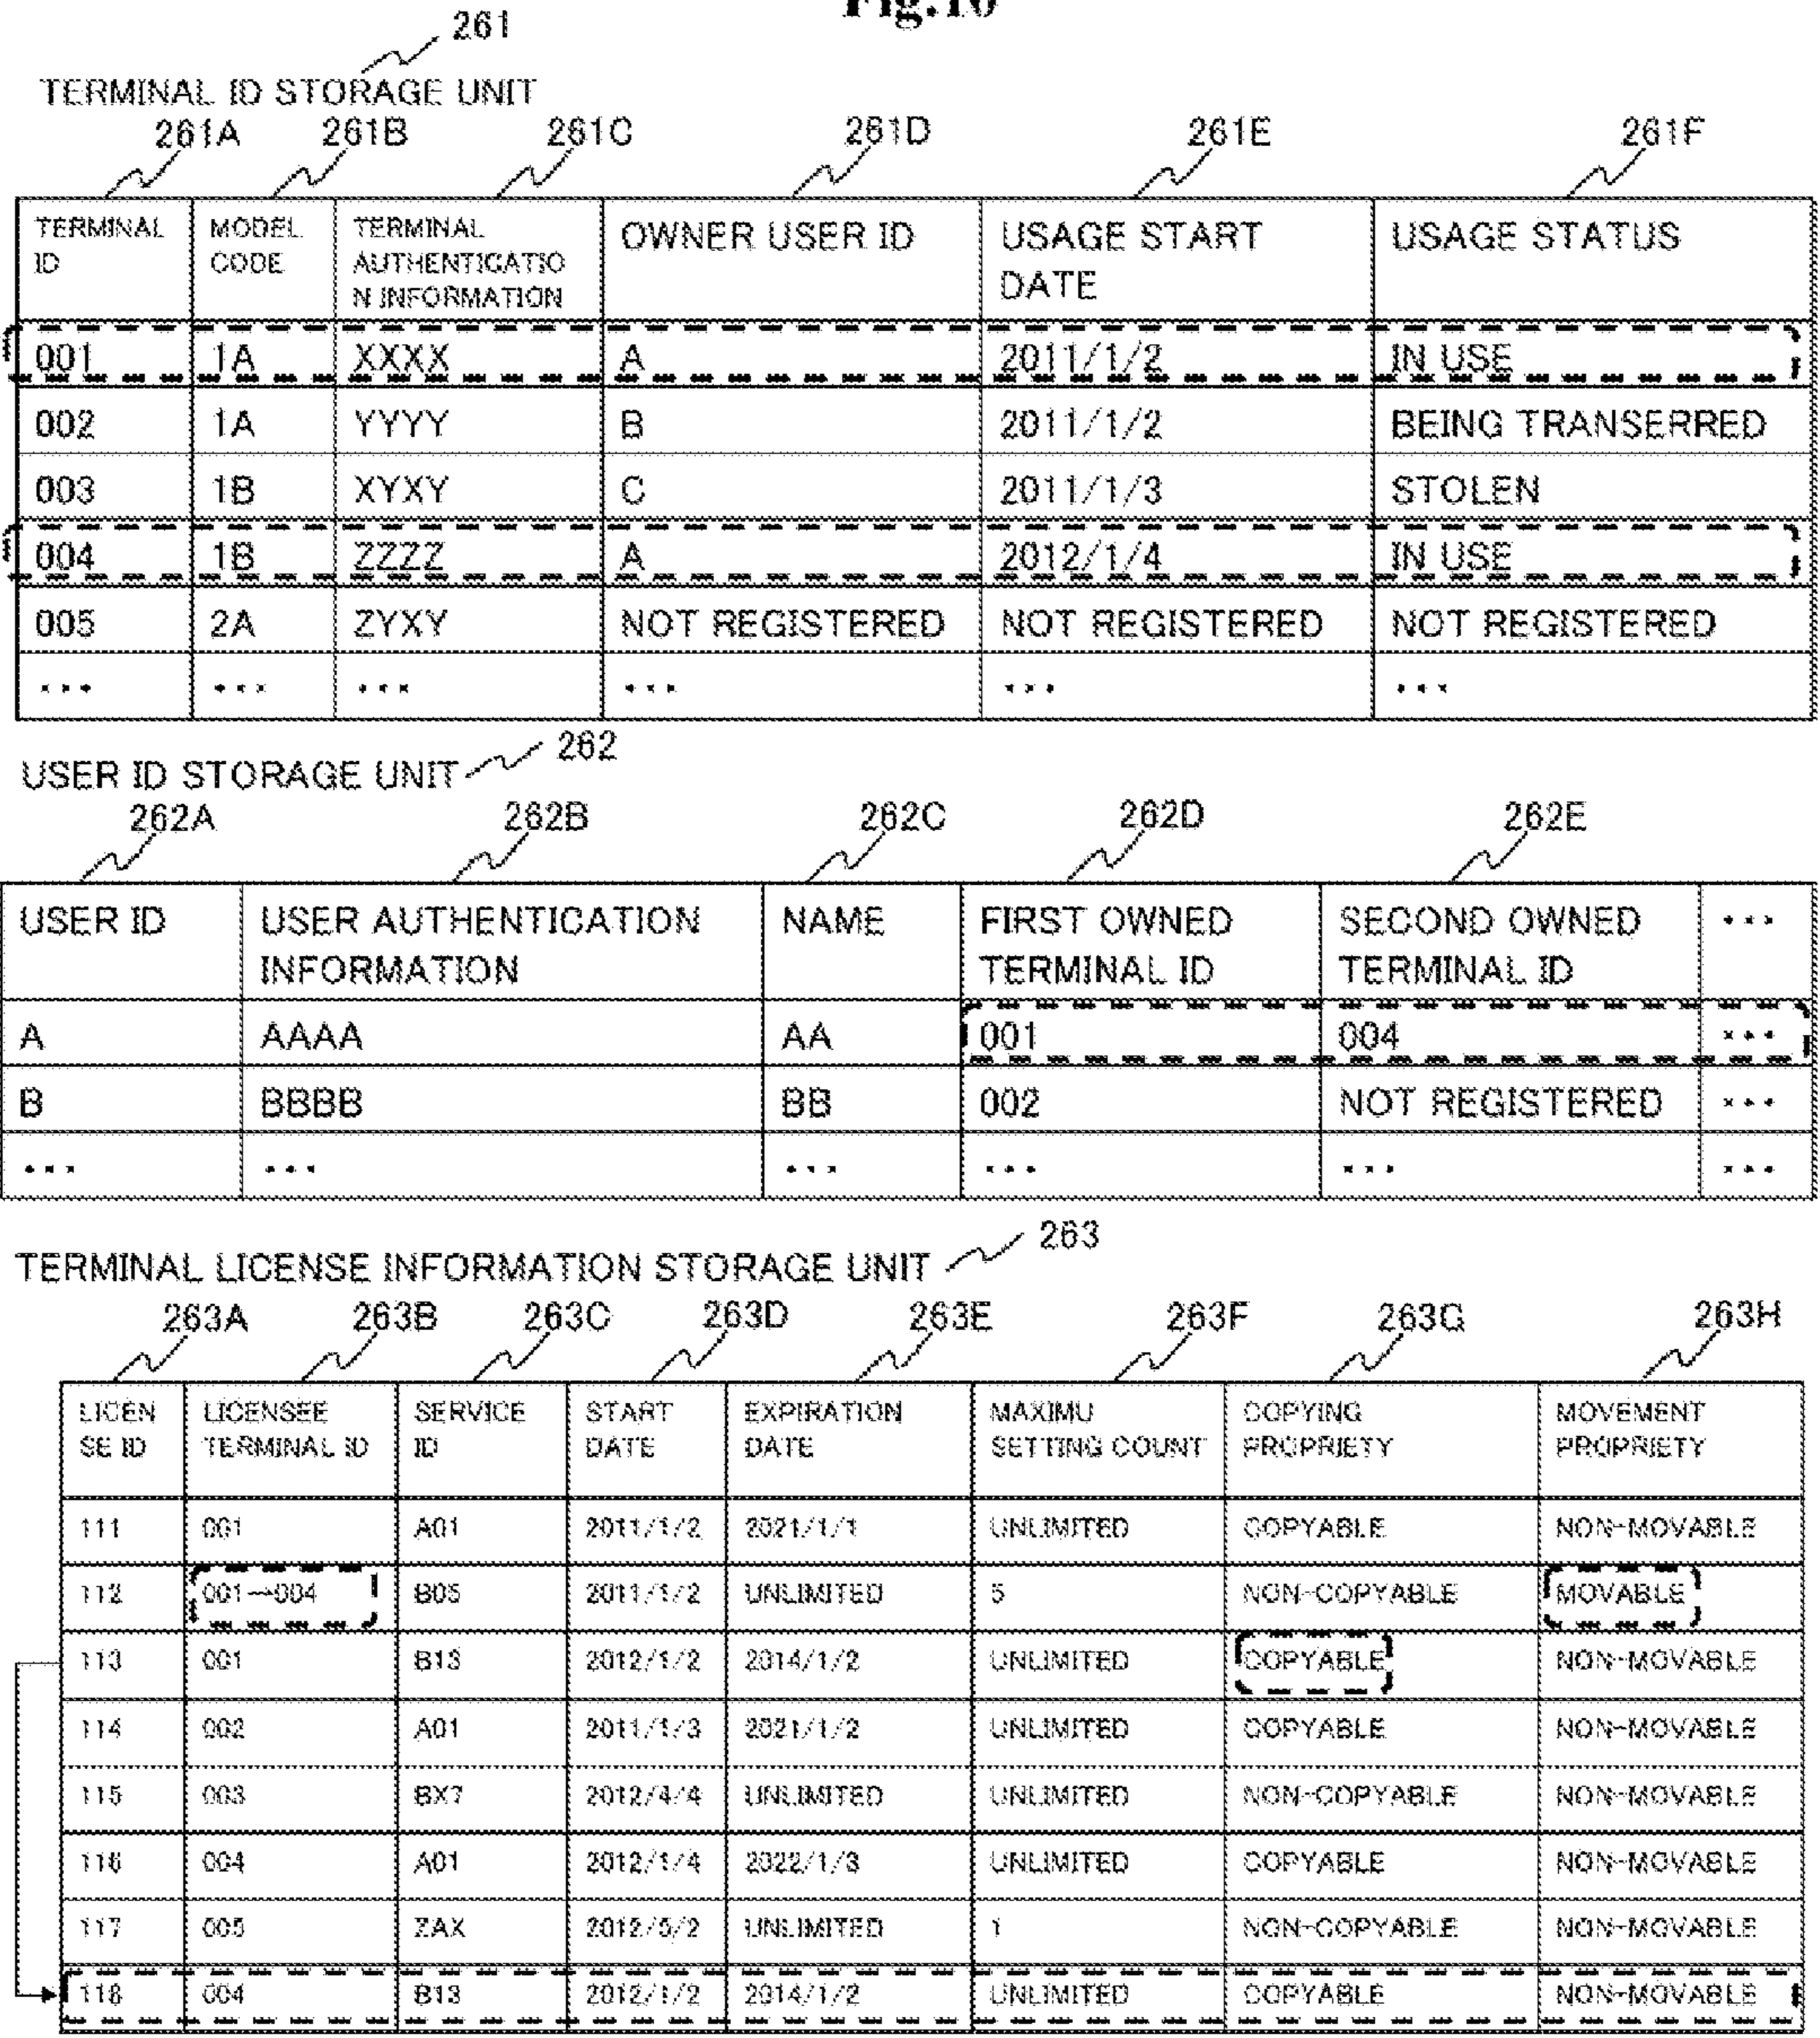 Fig.10
261
TERMINAL ID STORAGE UNIT
261A 261B 261C 261D 261E 261F
TERMINAL ID MODEL CODE TERMINAL AUTHENTICATIO N INFORMATION OWNER USER ID USAGE START DATE USAGE STATUS
001 1A XXXX A 2011/1/2 IN USE
002 1A YYYY B 2011/1/2 BEING TRANSERRED
003 1B XYXY C 2011/1/3 STOLEN
004 1B ZZZZ A 2012/1/4 IN USE
005 2A ZYXY NOT REGISTERED NOT REGISTERED NOT REGISTERED
... ... ... ... ... ...
USER ID STORAGE UNIT 262
262A 262B 262C 262D 262E
USER ID USER AUTHENTICATION INFORMATION NAME FIRST OWNED TERMINAL ID SECOND OWNED TERMINAL ID ...
A AAAA AA 001 004 ...
B BBBB BB 002 NOT REGISTERED ...
... ... ... ... ... ...
TERMINAL LICENSE INFORMATION STORAGE UNIT 263
263A 263B 263C 263D 263E 263F 263G 263H
LICEN SE ID LICENSEE TERMINAL ID SERVICE ID START DATE EXPIRATION DATE MAXIMU SETTING COUNT COPYING PROPRIETY MOVEMENT PROPRIETY
111 001 A01 2011/1/2 2021/1/1 UNLIMITED COPYABLE NON-MOVABLE
112 001→004 B05 2011/1/2 UNLIMITED 5 NON-COPYABLE MOVABLE
113 001 B13 2012/1/2 2014/1/2 UNLIMITED COPYABLE NON-MOVABLE
114 002 A01 2011/1/3 2021/1/2 UNLIMITED COPYABLE NON-MOVABLE
115 003 BX7 2012/4/4 UNLIMITED UNLIMITED NON-COPYABLE NON-MOVABLE
116 004 A01 2012/1/4 2022/1/3 UNLIMITED COPYABLE NON-MOVABLE
117 005 ZAX 2012/5/2 UNLIMITED 1 NON-COPYABLE NON-MOVABLE
118 004 B13 2012/1/2 2014/1/2 UNLIMITED COPYABLE NON-MOVABLE